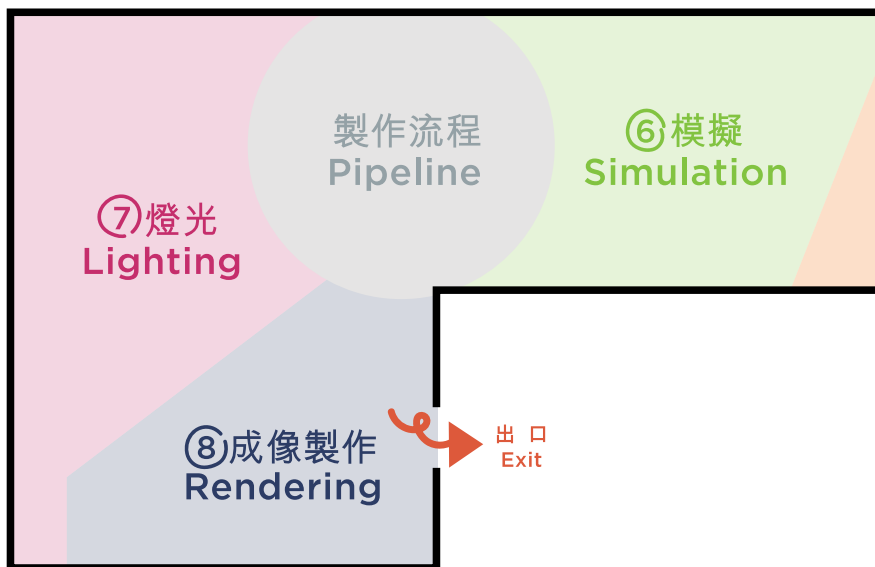 製作流程
Pipeline
⑥模擬
Simulation
⑦燈光
Lighting
⑧成像製作
Rendering
出口
Exit